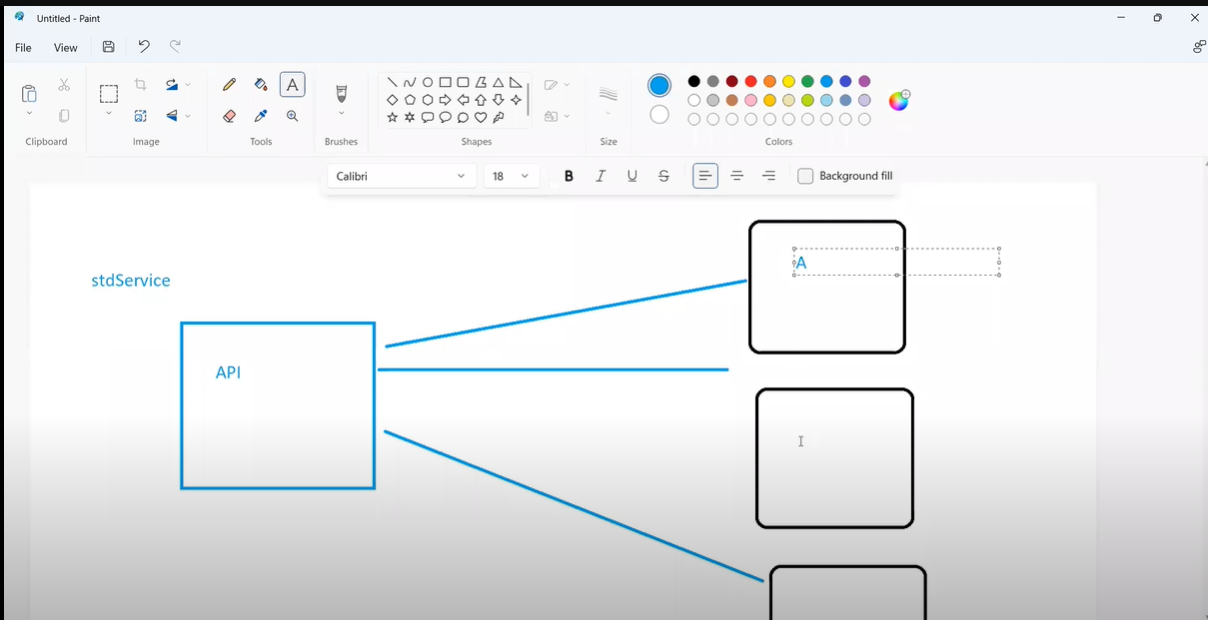 Untitled - Paint
File View
Clipboard
Image
Tools
Brushes
Shapes
Size
Colors
A
Calibri 18 B I U S Background fill
A
stdService
API